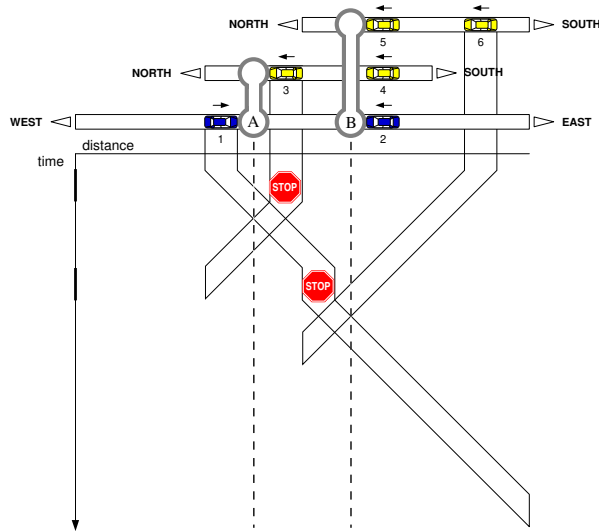 NORTH
SOUTH
5
6
NORTH
SOUTH
3
4
WEST
A
B
EAST
1
2
distance
time
STOP
STOP